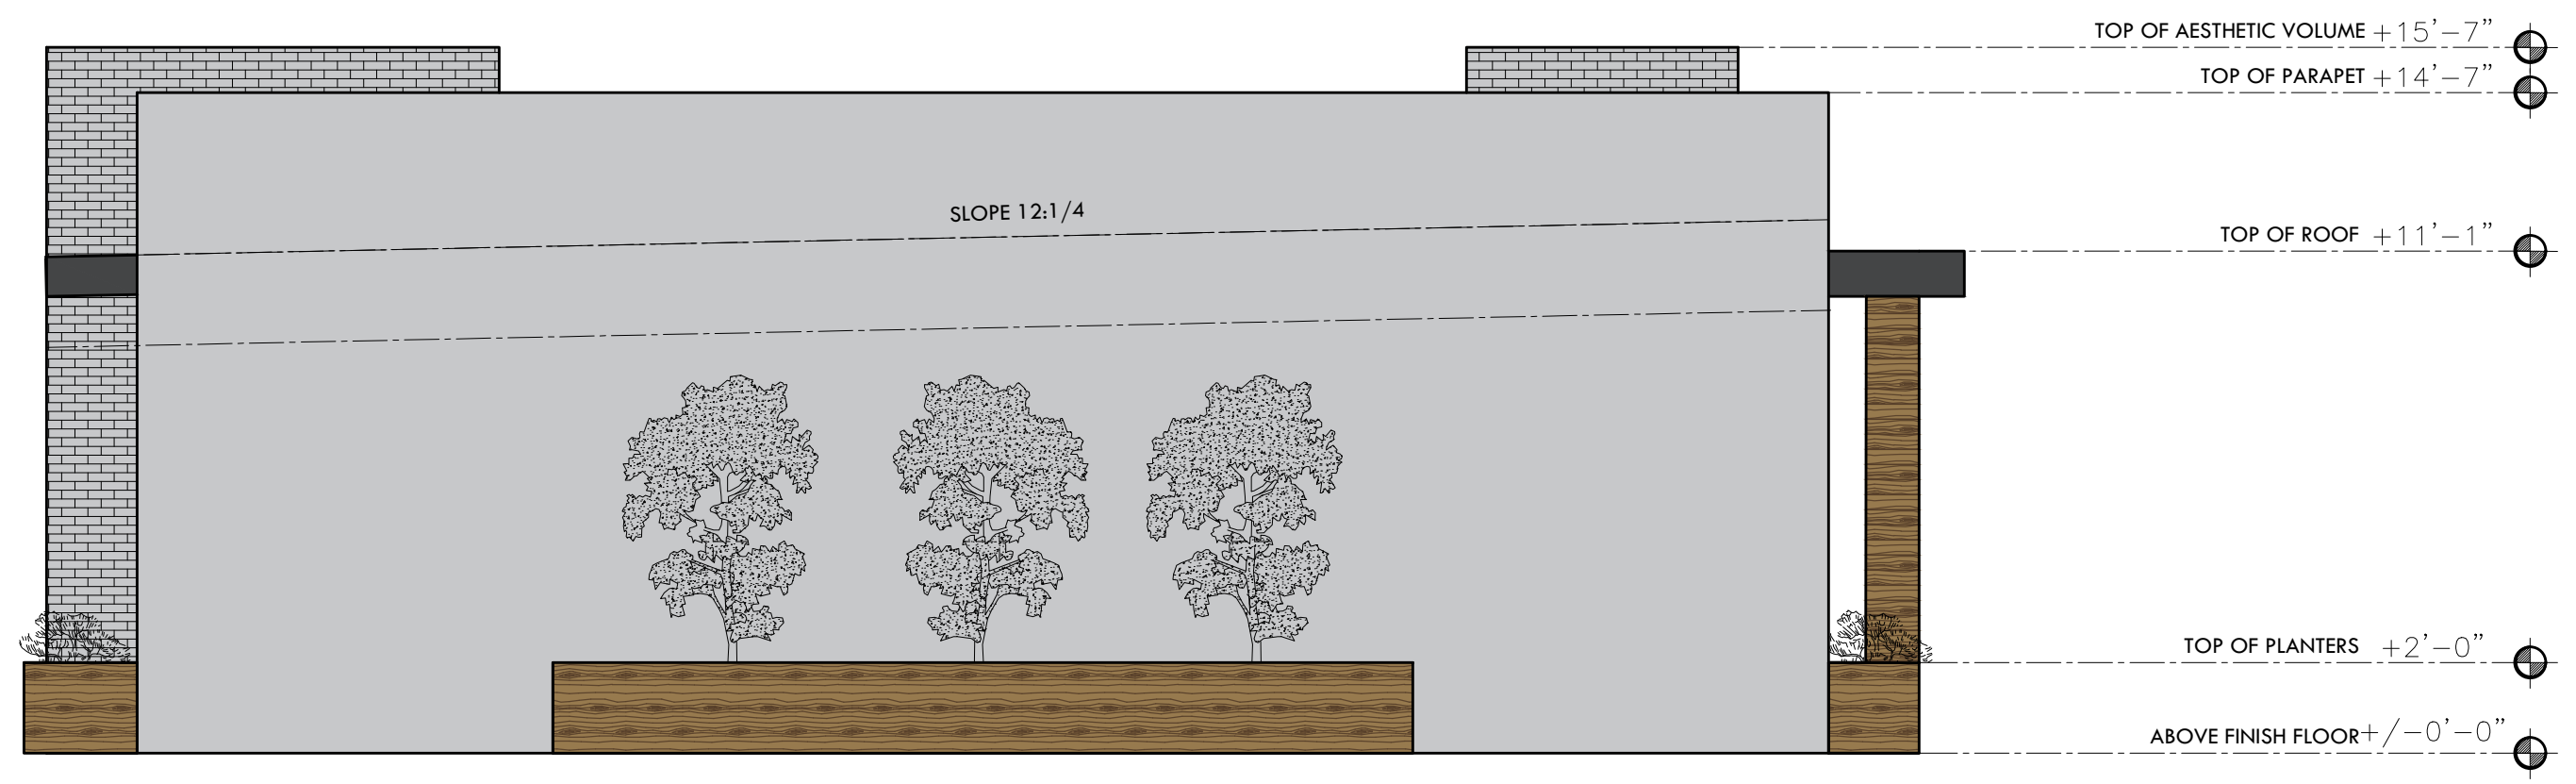 TOP OF AESTHETIC VOLUME +15'-7"
TOP OF PARAPET +14'-7"
SLOPE 12:1/4
TOP OF ROOF +11'-1"
TOP OF PLANTERS +2'-0"
ABOVE FINISH FLOOR+/-0'-0"